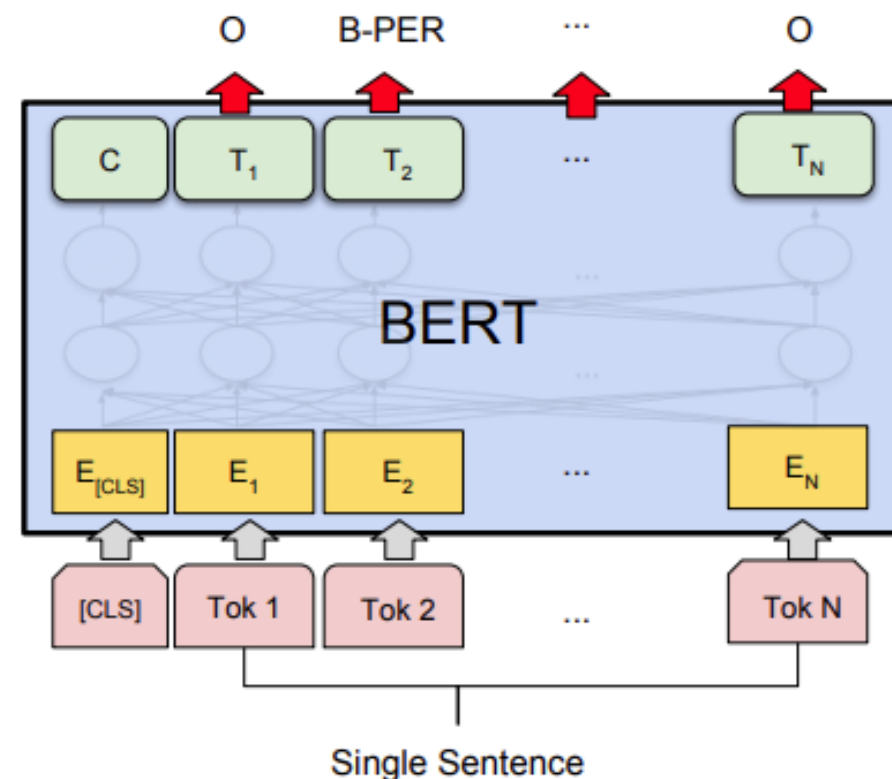 O B-PER ... O
C T1 T2 ... TN
...
BERT
...
E[CLS] E1 E2 ... EN
[CLS] Tok 1 Tok 2 ... Tok N
Single Sentence